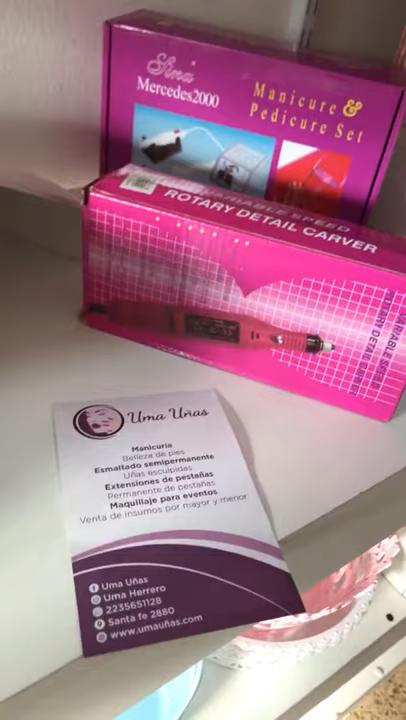 Sina
Mercedes2000
Manicure &
Pedicure Set
VARIABLE SPEED
ROTARY DETAIL CARVER
VARIABLE SPEED
ROTARY DETAIL CARVER
Uma Uñas
Manicuria
Belleza de pies
Esmaltado semipermanente
Uñas esculpidas
Extensiones de pestañas
Permanente de pestañas
Maquillaje para eventos
Venta de insumos por mayor y menor
Uma Uñas
Uma Herrero
2235651128
Santa fe 2880
www.umauñas.com